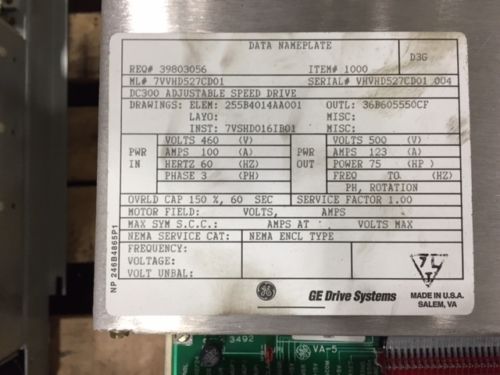 DATA NAMEPLATE
D3G
REQ# 39803056 ITEM# 1000
ML# 7VVHD527CD01 SERIAL# VHVHD527CD01 004
DC300 ADJUSTABLE SPEED DRIVE
DRAWINGS: ELEM: 255B4014AA001 OUTL: 36B605550CF
LAYO: MISC:
INST: 7VSHD016IB01 MISC:
PWR IN
VOLTS 460 (V)
AMPS 100 (A)
HERTZ 60 (HZ)
PHASE 3 (PH)
PWR OUT
VOLTS 500 (V)
AMPS 123 (A)
POWER 75 (HP )
FREQ TO (HZ)
PH, ROTATION
OVRLD CAP 150 X, 60 SEC SERVICE FACTOR 1.00
MOTOR FIELD: VOLTS, AMPS
MAX SYM S.C.C.: AMPS AT VOLTS MAX
NEMA SERVICE CAT: NEMA ENCL TYPE
FREQUENCY:
VOLTAGE:
VOLT UNBAL:
NP 246B4865P1
GE GE Drive Systems
MADE IN U.S.A.
SALEM, VA
3492
GE VA-5